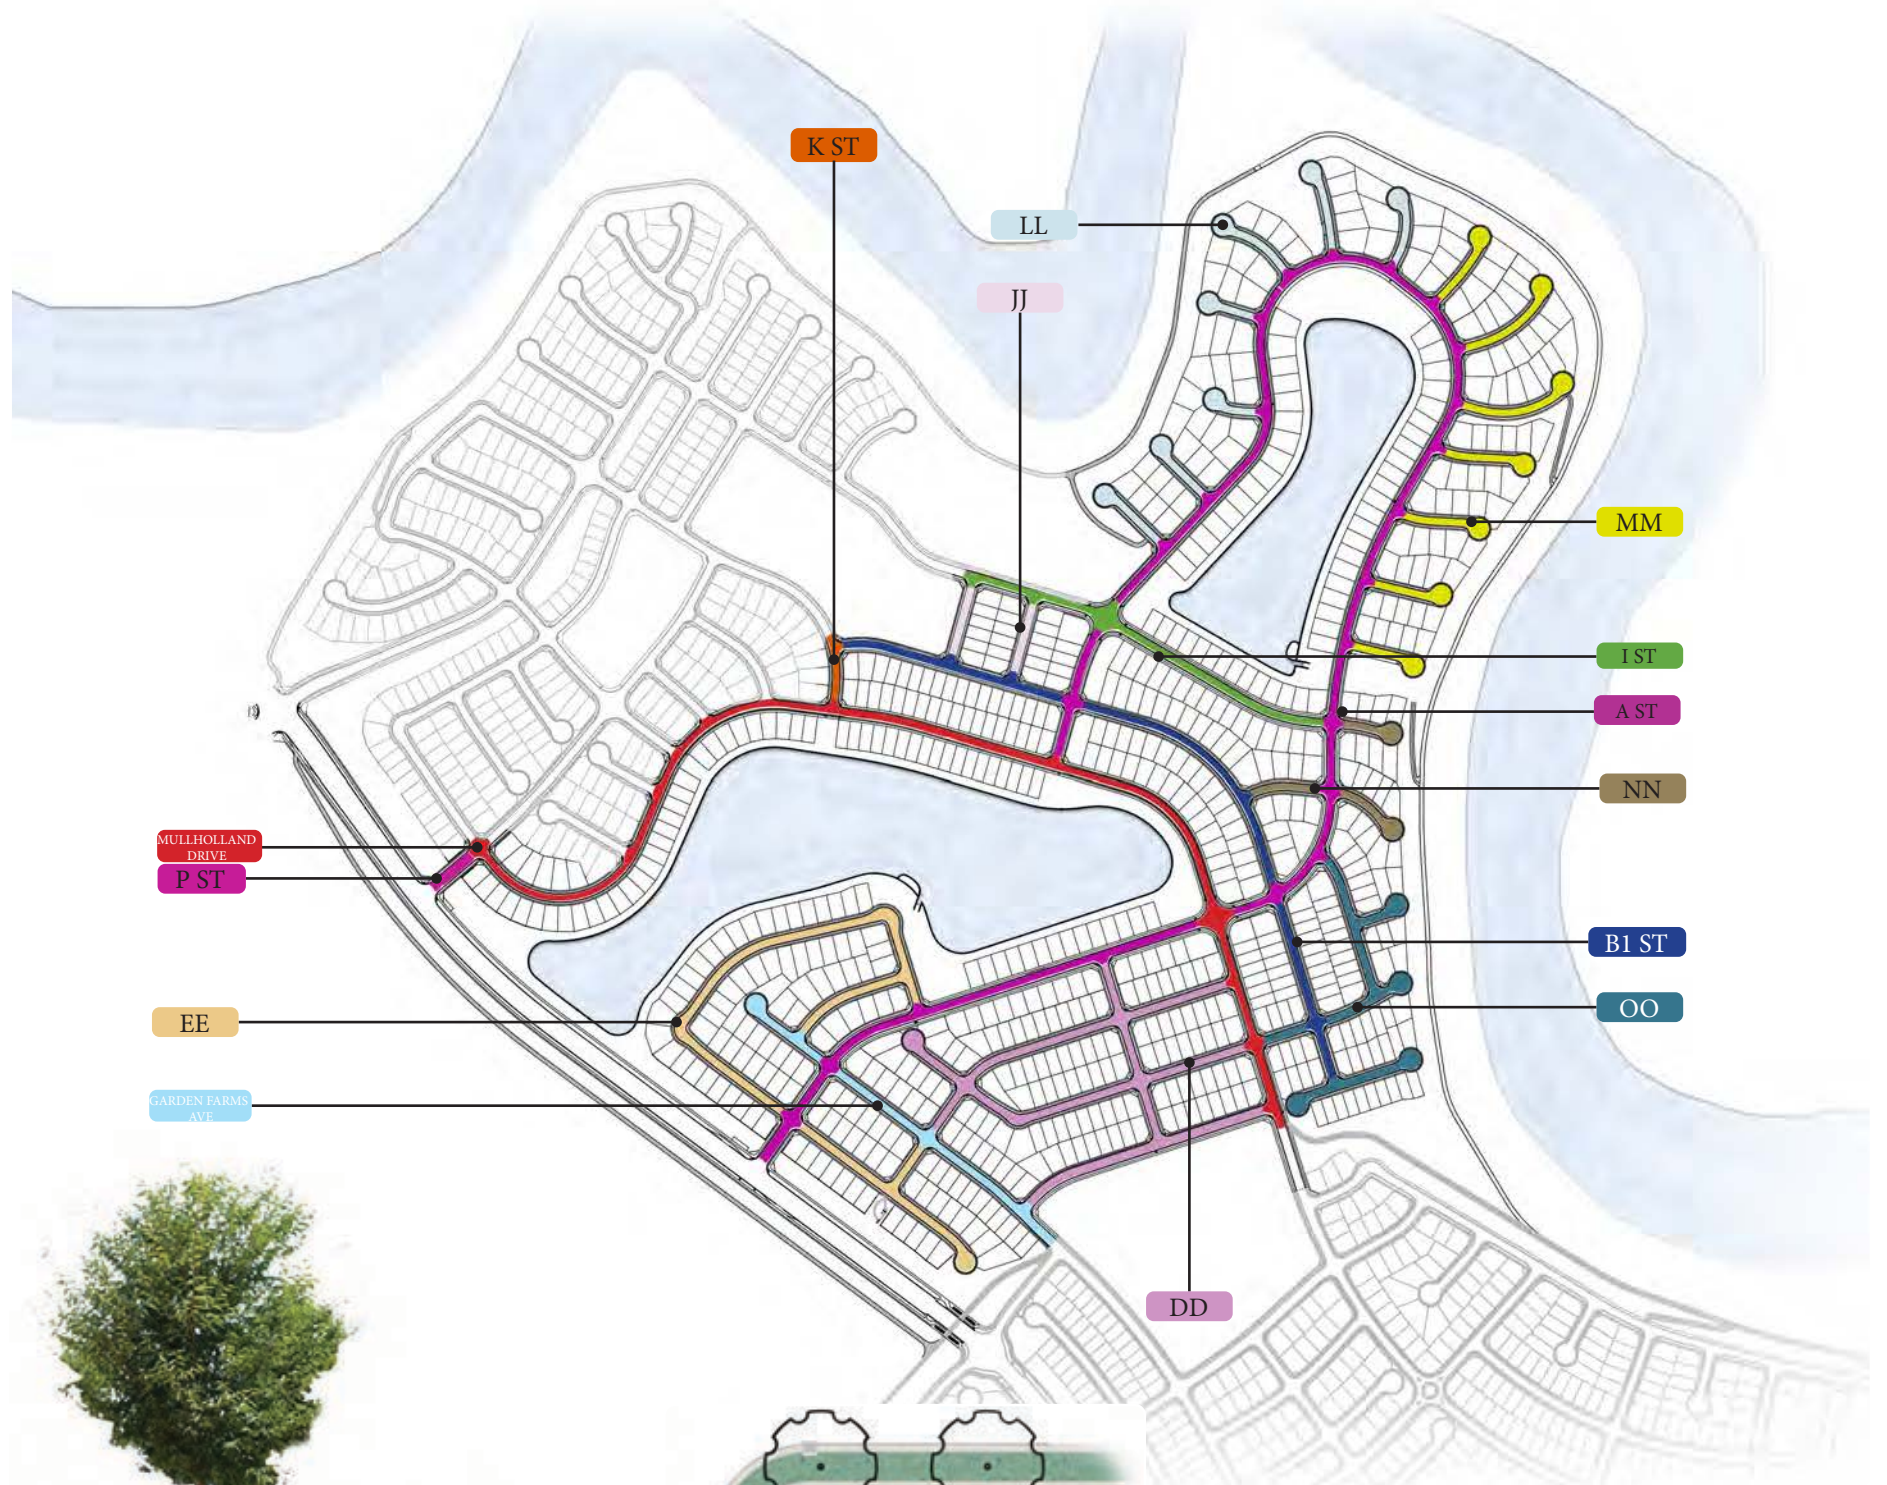 K ST
LL
JJ
MM
I ST
A ST
NN
MULLHOLLAND
DRIVE
P ST
B1 ST
OO
EE
GARDEN FARMS
AVE
DD